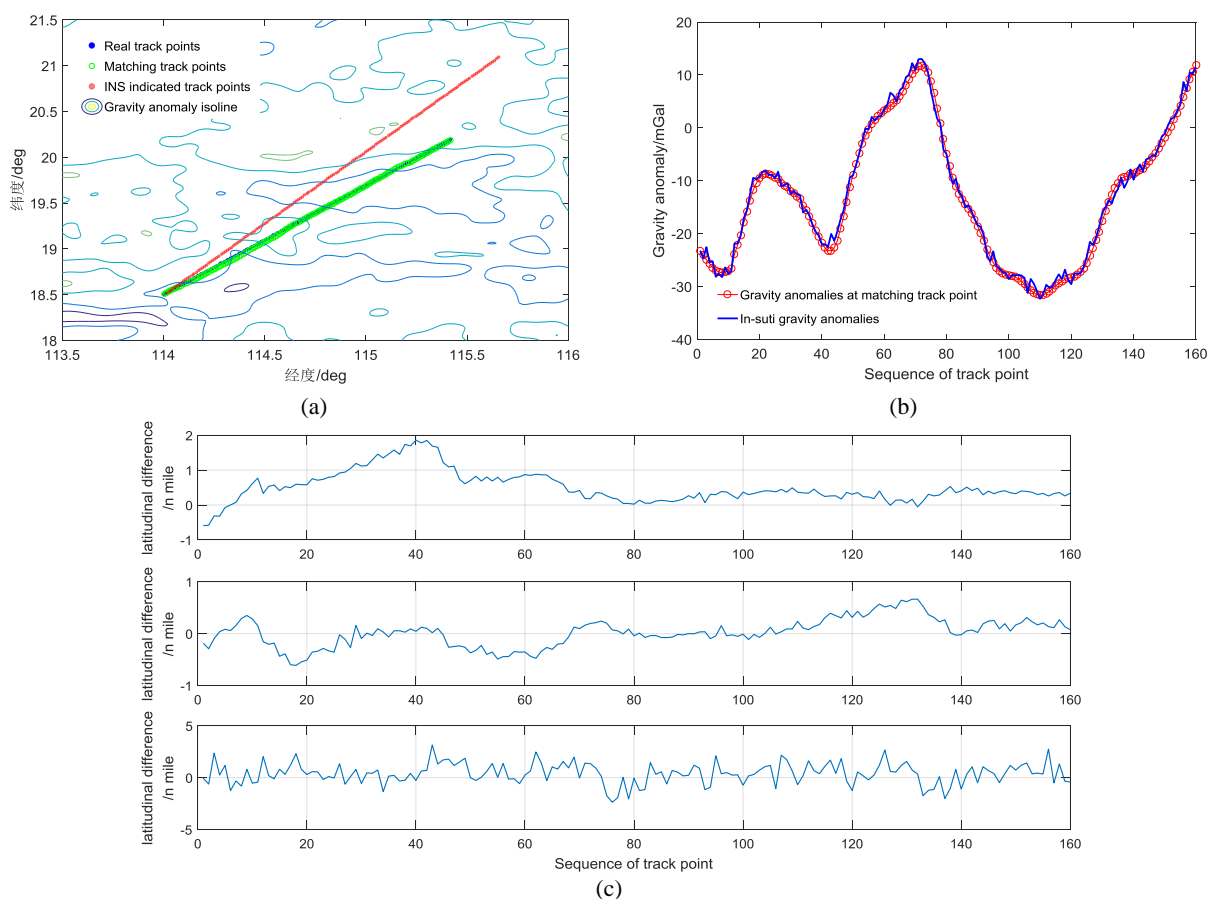 21.5
21
20.5
20
19.5
19
18.5
18
纬度/deg
Real track points
Matching track points
INS indicated track points
Gravity anomaly isoline
113.5 114 114.5 115 115.5 116
经度/deg
(a)
20
10
0
-10
-20
-30
-40
Gravity anomaly/mGal
Gravity anomalies at matching track point
In-suti gravity anomalies
0 20 40 60 80 100 120 140 160
Sequence of track point
(b)
latitudinal difference
/n mile
2
1
0
-1
0 20 40 60 80 100 120 140 160
latitudinal difference
/n mile
1
0
-1
0 20 40 60 80 100 120 140 160
latitudinal difference
/n mile
5
0
-5
0 20 40 60 80 100 120 140 160
Sequence of track point
(c)